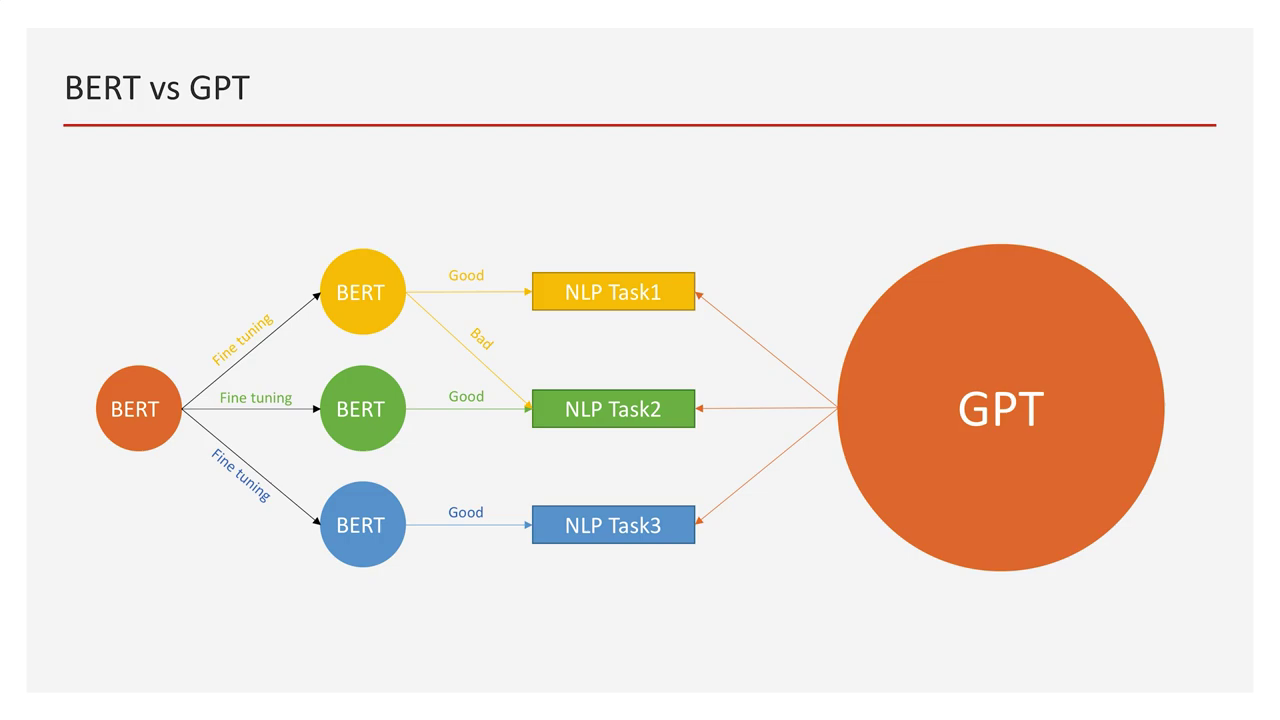 BERT vs GPT
BERT
Fine tuning
Fine tuning
Fine tuning
BERT
BERT
BERT
Good
Bad
Good
Good
NLP Task1
NLP Task2
NLP Task3
GPT